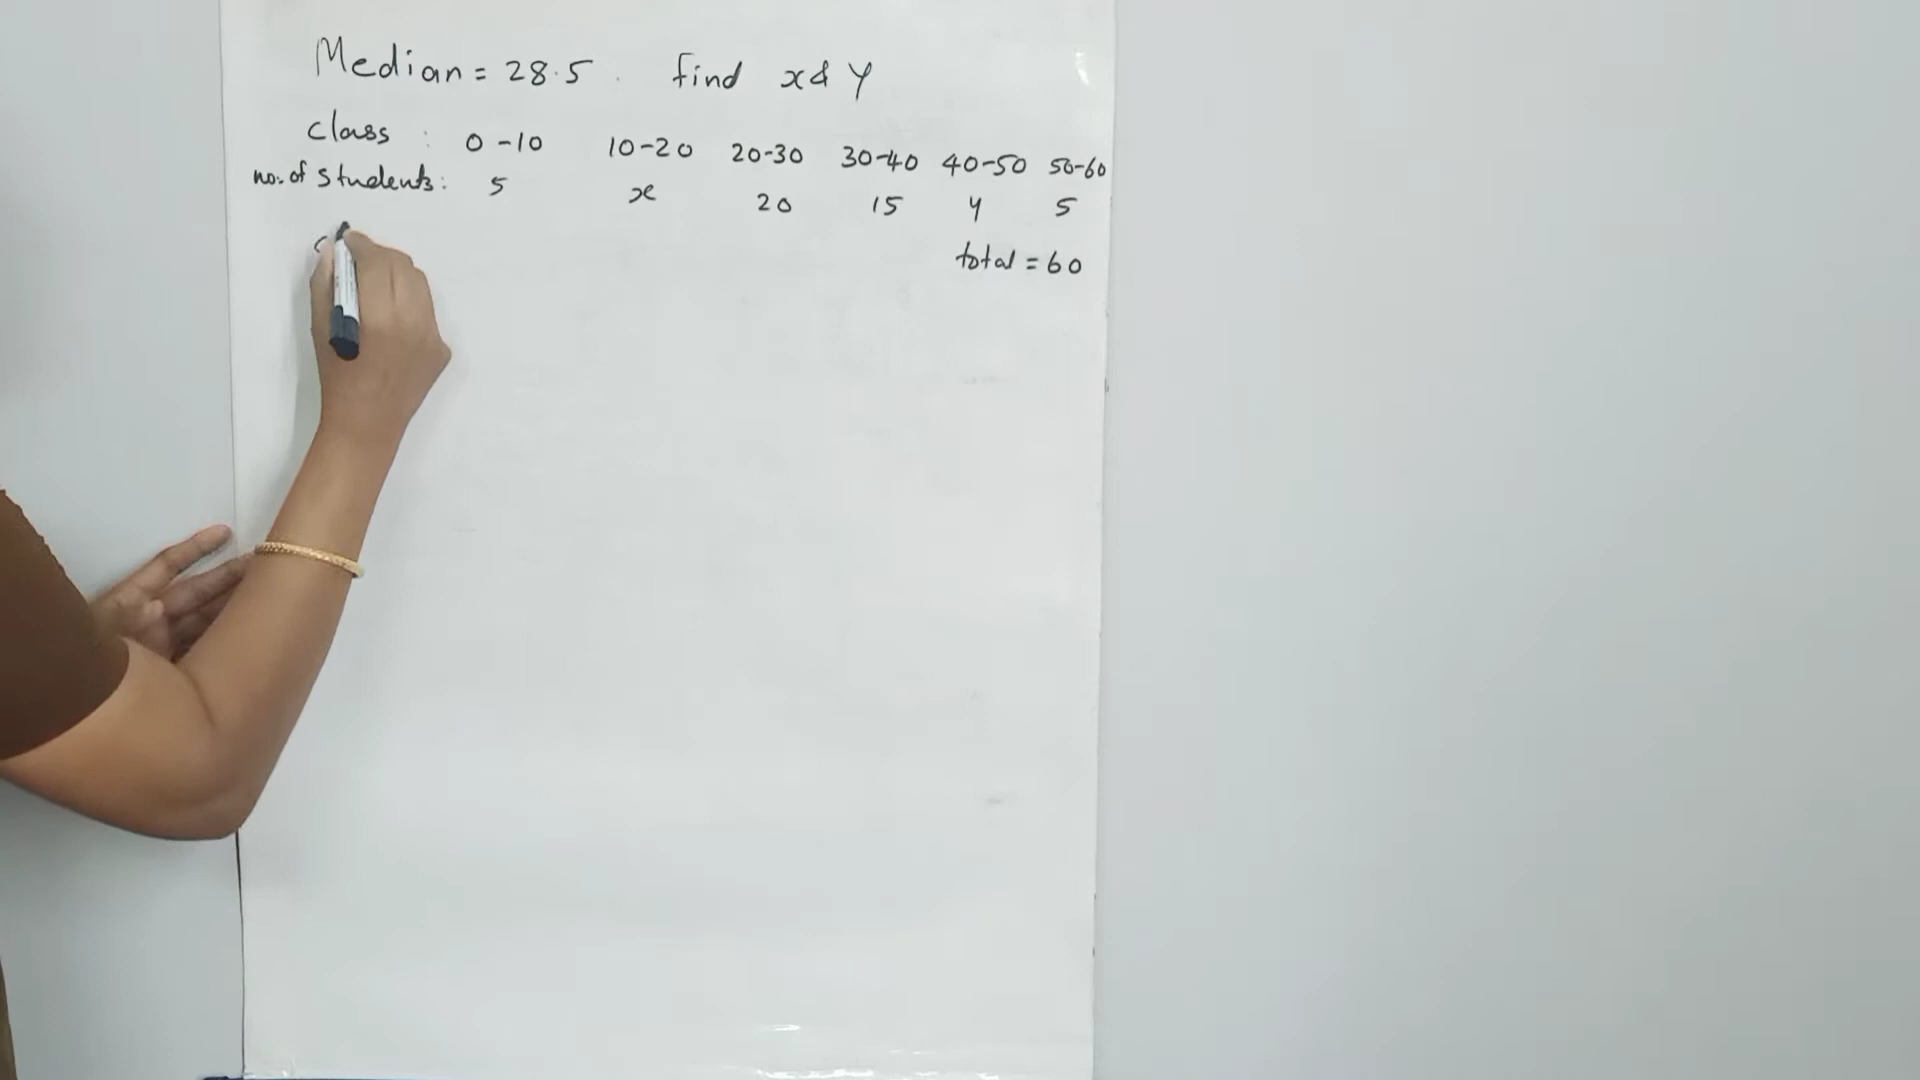 Median = 28.5. find x & y
class : 0-10 10-20 20-30 30-40 40-50 50-60
no: of students: 5 x 20 15 y 5
total = 60